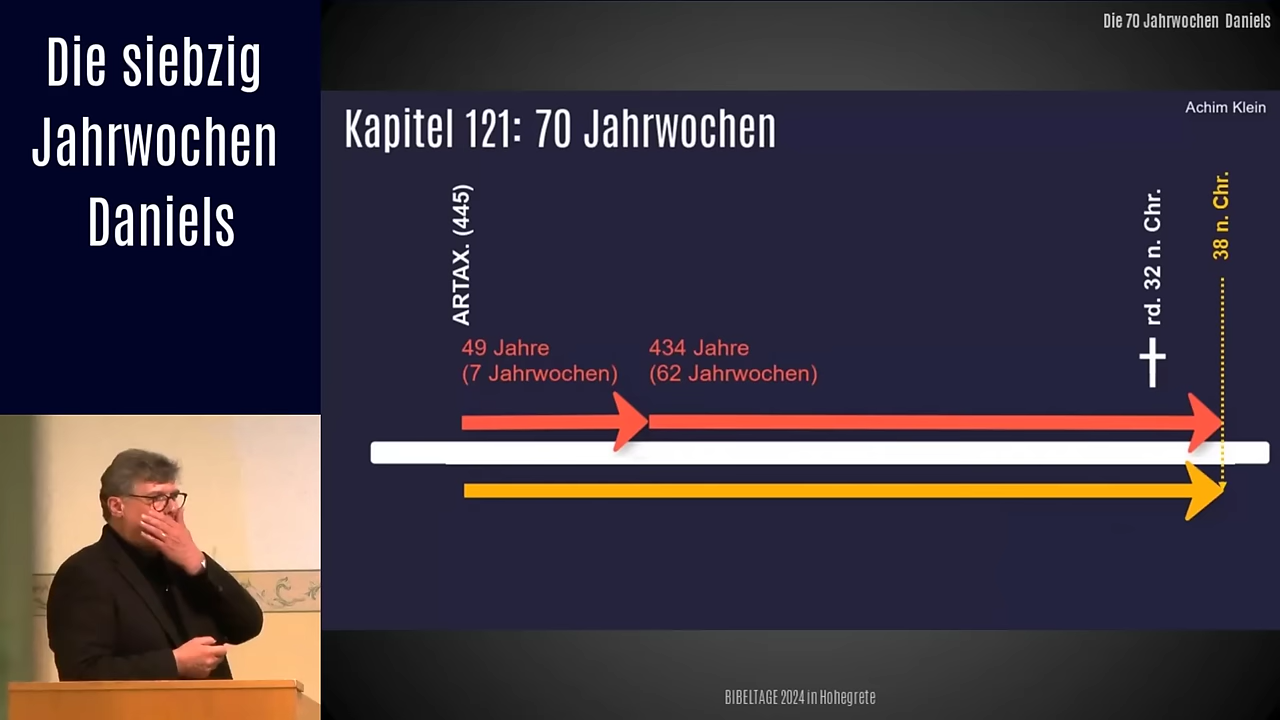 Die siebzig
Jahrwochen
Daniels
Die 70 Jahrwochen Daniels
Achim Klein
Kapitel 121: 70 Jahrwochen
ARTAX. (445)
rd. 32 n. Chr.
38 n. Chr.
49 Jahre
(7 Jahrwochen)
434 Jahre
(62 Jahrwochen)
BIBELTAGE 2024 in Hohegrete